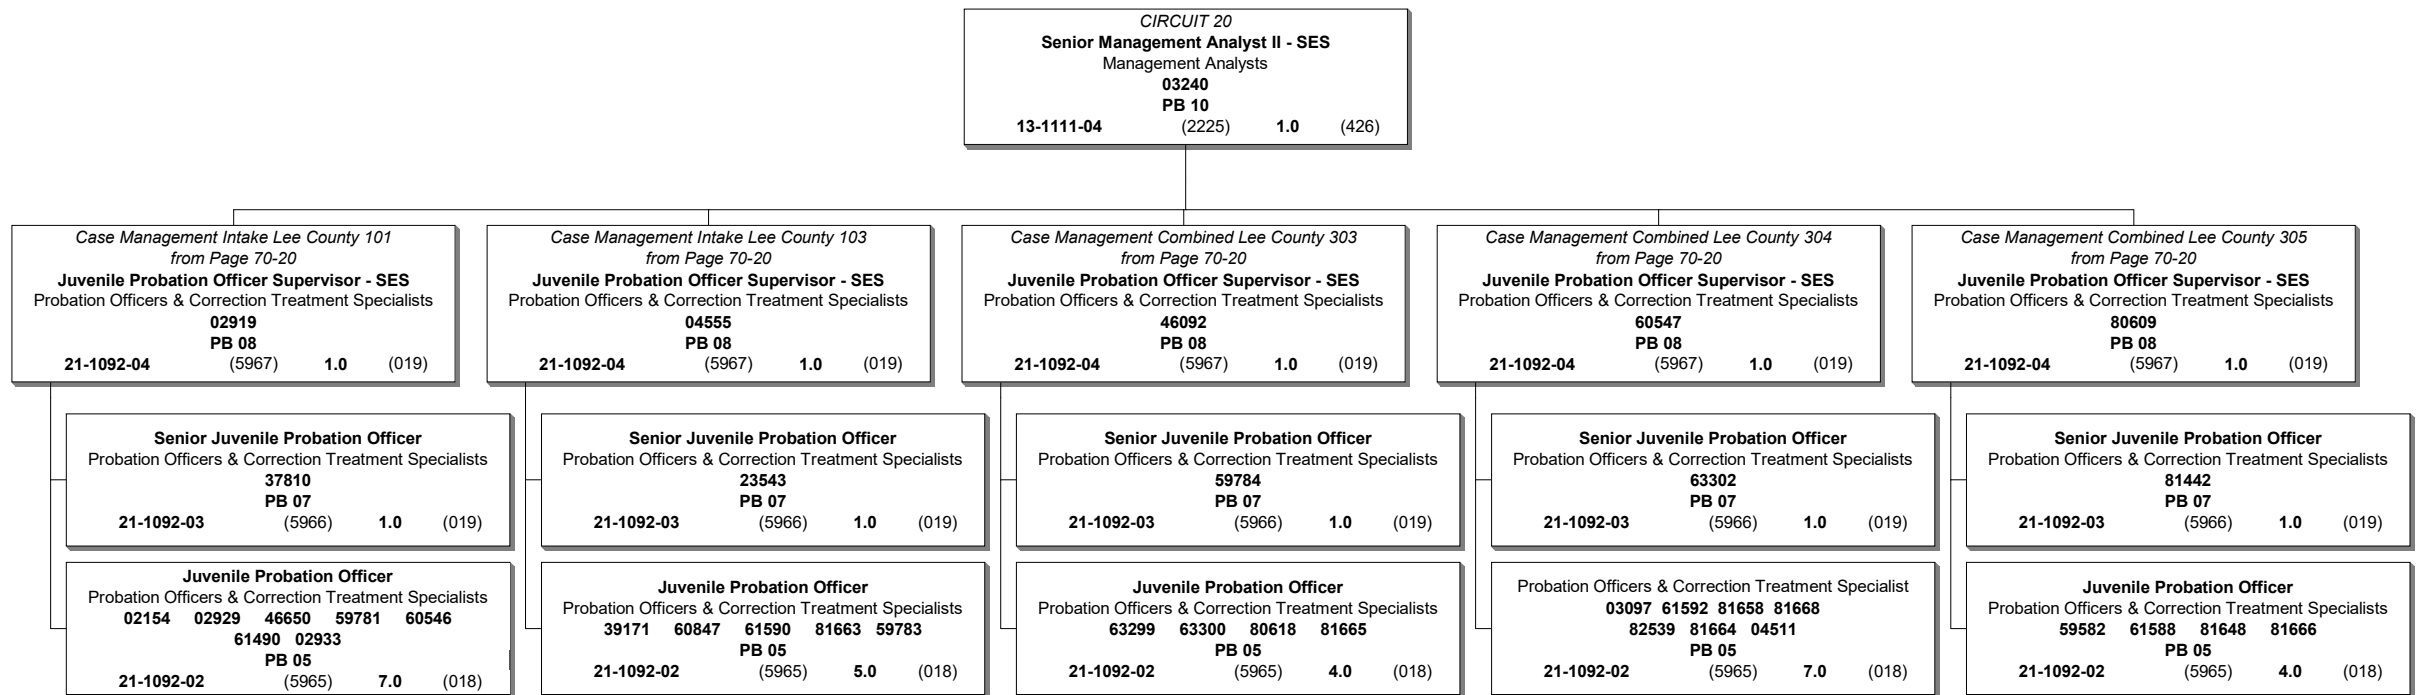 CIRCUIT 20
Senior Management Analyst II - SES
Management Analysts
03240
PB 10
13-1111-04 (2225) 1.0 (426)
Case Management Intake Lee County 101
from Page 70-20
Juvenile Probation Officer Supervisor - SES
Probation Officers & Correction Treatment Specialists
02919
PB 08
21-1092-04 (5967) 1.0 (019)
Case Management Intake Lee County 103
from Page 70-20
Juvenile Probation Officer Supervisor - SES
Probation Officers & Correction Treatment Specialists
04555
PB 08
21-1092-04 (5967) 1.0 (019)
Case Management Combined Lee County 303
from Page 70-20
Juvenile Probation Officer Supervisor - SES
Probation Officers & Correction Treatment Specialists
46092
PB 08
21-1092-04 (5967) 1.0 (019)
Case Management Combined Lee County 304
from Page 70-20
Juvenile Probation Officer Supervisor - SES
Probation Officers & Correction Treatment Specialists
60547
PB 08
21-1092-04 (5967) 1.0 (019)
Case Management Combined Lee County 305
from Page 70-20
Juvenile Probation Officer Supervisor - SES
Probation Officers & Correction Treatment Specialists
80609
PB 08
21-1092-04 (5967) 1.0 (019)
Senior Juvenile Probation Officer
Probation Officers & Correction Treatment Specialists
37810
PB 07
21-1092-03 (5966) 1.0 (019)
Senior Juvenile Probation Officer
Probation Officers & Correction Treatment Specialists
23543
PB 07
21-1092-03 (5966) 1.0 (019)
Senior Juvenile Probation Officer
Probation Officers & Correction Treatment Specialists
59784
PB 07
21-1092-03 (5966) 1.0 (019)
Senior Juvenile Probation Officer
Probation Officers & Correction Treatment Specialists
63302
PB 07
21-1092-03 (5966) 1.0 (019)
Senior Juvenile Probation Officer
Probation Officers & Correction Treatment Specialists
81442
PB 07
21-1092-03 (5966) 1.0 (019)
Juvenile Probation Officer
Probation Officers & Correction Treatment Specialists
02154 02929 46650 59781 60546
61490 02933
PB 05
21-1092-02 (5965) 7.0 (018)
Juvenile Probation Officer
Probation Officers & Correction Treatment Specialists
39171 60847 61590 81663 59783
PB 05
21-1092-02 (5965) 5.0 (018)
Juvenile Probation Officer
Probation Officers & Correction Treatment Specialists
63299 63300 80618 81665
PB 05
21-1092-02 (5965) 4.0 (018)
Probation Officers & Correction Treatment Specialist
03097 61592 81658 81668
82539 81664 04511
PB 05
21-1092-02 (5965) 7.0 (018)
Juvenile Probation Officer
Probation Officers & Correction Treatment Specialists
59582 61588 81648 81666
PB 05
21-1092-02 (5965) 4.0 (018)